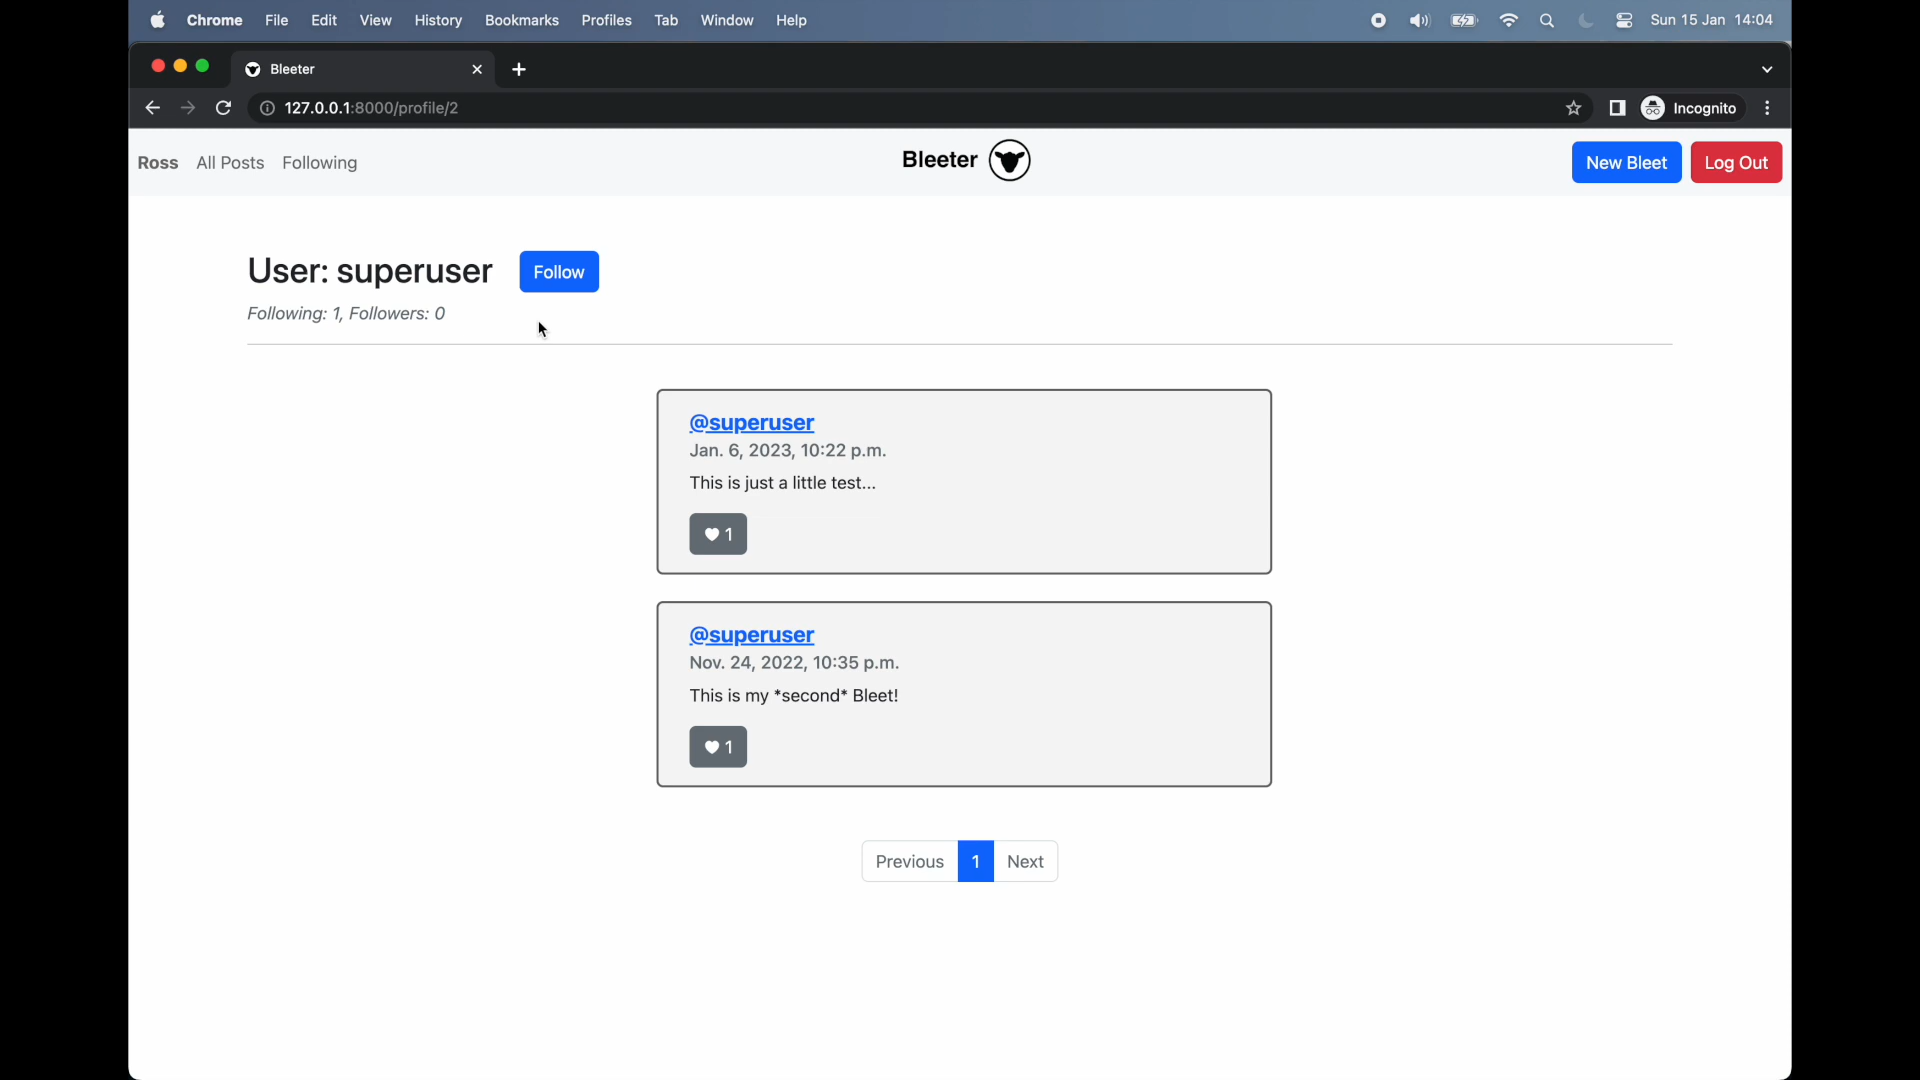 Chrome File Edit View History Bookmarks Profiles Tab Window Help Sun 15 Jan 14:04
Bleeter
127.0.0.1:8000/profile/2 Incognito
Ross All Posts Following Bleeter New Bleet Log Out
User: superuser Follow
Following: 1, Followers: 0
@superuser
Jan. 6, 2023, 10:22 p.m.
This is just a little test...
1
@superuser
Nov. 24, 2022, 10:35 p.m.
This is my *second* Bleet!
1
Previous 1 Next